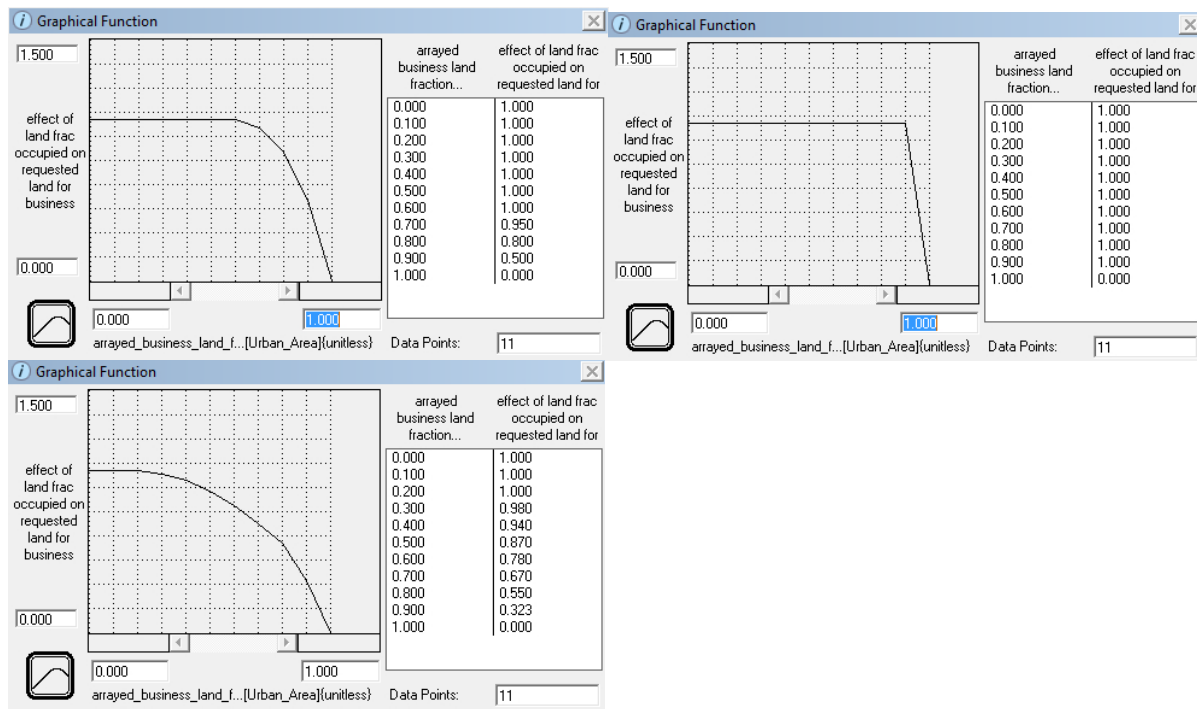 Graphical Function
1.500
effect of
land frac
occupied on
requested
land for
business
0.000
0.000
1.000
arrayed_business_land_f...[Urban_Area]{unitless}
arrayed
business land
fraction...
effect of land frac
occupied on
requested land for
0.000 1.000
0.100 1.000
0.200 1.000
0.300 1.000
0.400 1.000
0.500 1.000
0.600 1.000
0.700 0.950
0.800 0.800
0.900 0.500
1.000 0.000
Data Points: 11
Graphical Function
1.500
effect of
land frac
occupied on
requested
land for
business
0.000
0.000
1.000
arrayed_business_land_f...[Urban_Area]{unitless}
arrayed
business land
fraction...
effect of land frac
occupied on
requested land for
0.000 1.000
0.100 1.000
0.200 1.000
0.300 1.000
0.400 1.000
0.500 1.000
0.600 1.000
0.700 1.000
0.800 1.000
0.900 1.000
1.000 0.000
Data Points: 11
Graphical Function
1.500
effect of
land frac
occupied on
requested
land for
business
0.000
0.000
1.000
arrayed_business_land_f...[Urban_Area]{unitless}
arrayed
business land
fraction...
effect of land frac
occupied on
requested land for
0.000 1.000
0.100 1.000
0.200 1.000
0.300 0.980
0.400 0.940
0.500 0.870
0.600 0.780
0.700 0.670
0.800 0.550
0.900 0.323
1.000 0.000
Data Points: 11